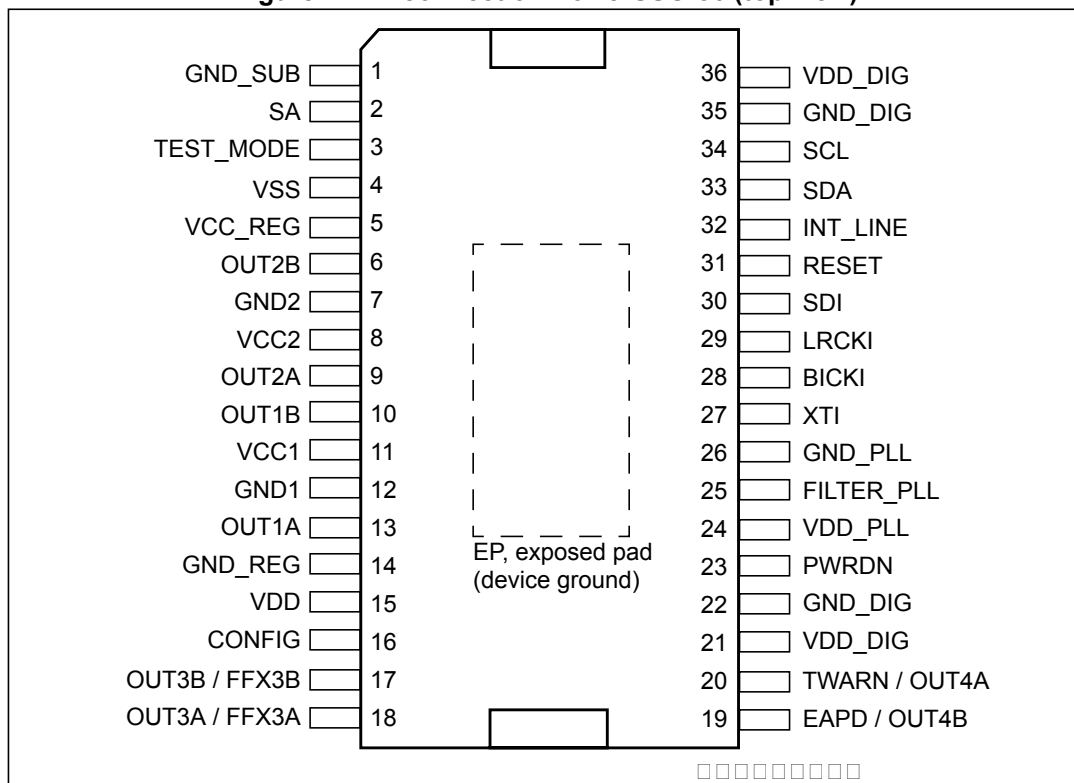 GND_SUB 1
SA 2
TEST_MODE 3
VSS 4
VCC_REG 5
OUT2B 6
GND2 7
VCC2 8
OUT2A 9
OUT1B 10
VCC1 11
GND1 12
OUT1A 13
GND_REG 14
VDD 15
CONFIG 16
OUT3B / FFX3B 17
OUT3A / FFX3A 18
EP, exposed pad
(device ground)
36 VDD_DIG
35 GND_DIG
34 SCL
33 SDA
32 INT_LINE
31 RESET
30 SDI
29 LRCKI
28 BICKI
27 XTI
26 GND_PLL
25 FILTER_PLL
24 VDD_PLL
23 PWRDN
22 GND_DIG
21 VDD_DIG
20 TWARN / OUT4A
19 EAPD / OUT4B